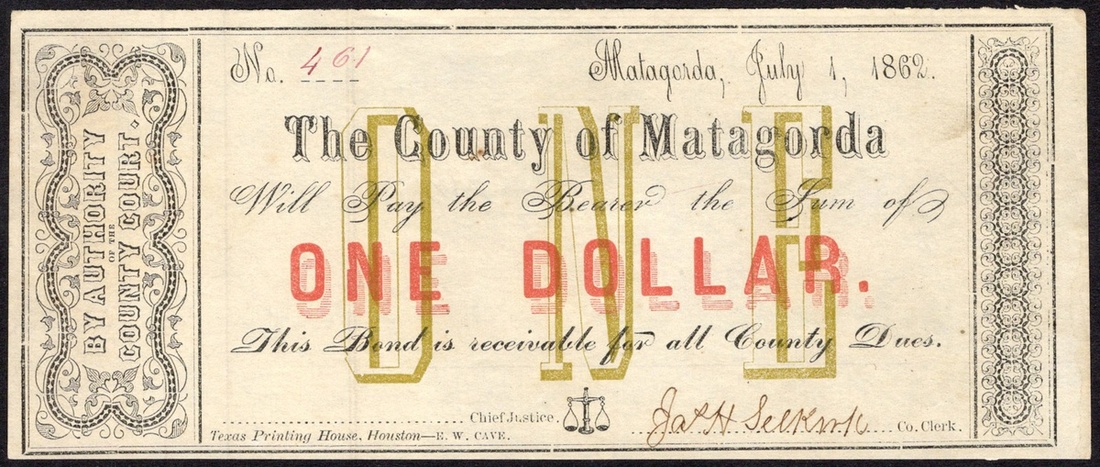 No. 461 Matagorda, July 1, 1862.
ONE
The County of Matagorda
Will Pay the Bearer the Sum of
ONE DOLLAR.
This Bond is receivable for all County Dues.
Chief Justice. Jas H Selkirk Co. Clerk.
Texas Printing House, Houston—E. W. CAVE.
BY AUTHORITY
OF THE
COUNTY COURT.